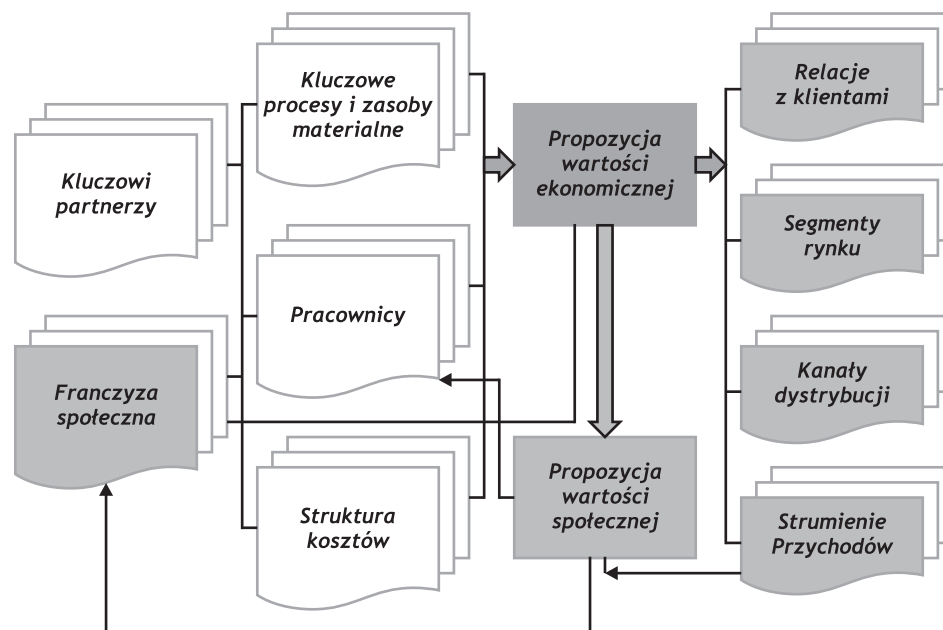 Kluczowi
partnerzy
Franczyza
społeczna
Kluczowe
procesy i zasoby
materialne
Pracownicy
Struktura
kosztów
Propozycja
wartości
ekonomicznej
Propozycja
wartości
społecznej
Relacje
z klientami
Segmenty
rynku
Kanały
dystrybucji
Strumienie
Przychodów